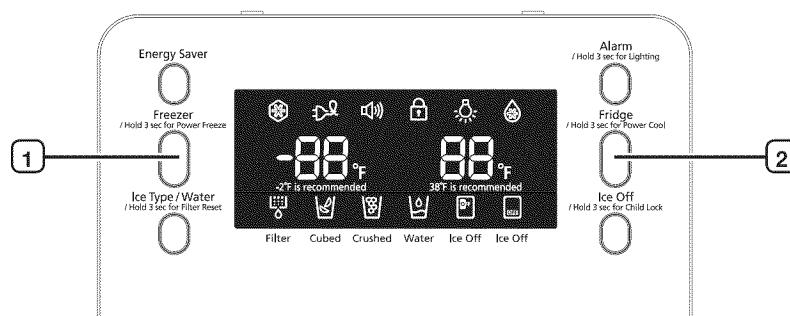 Energy Saver
Alarm
/ Hold 3 sec for Lighting
Freezer
/ Hold 3 sec for Power Freeze
Fridge
/ Hold 3 sec for Power Cool
1
-88 °F
88 °F
2
-2°F is recommended
38°F is recommended
Ice Type / Water
/ Hold 3 sec for Filter Reset
Ice Off
/ Hold 3 sec for Child Lock
OFF
Filter
Cubed
Crushed
Water
Ice Off
Ice Off